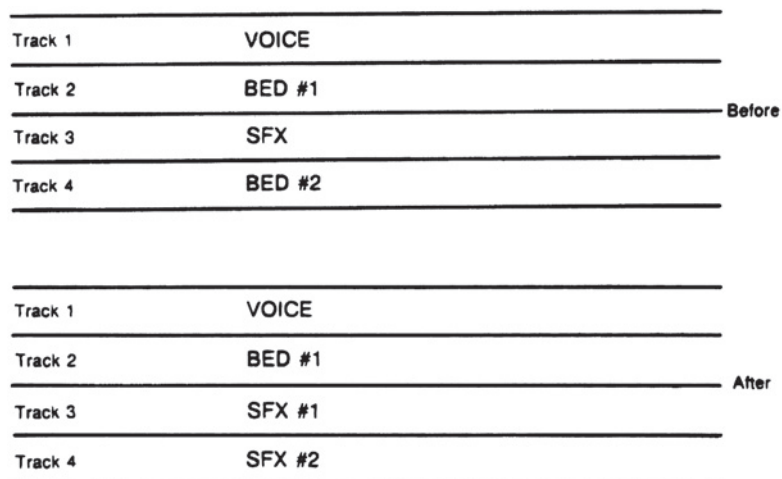 Track 1 VOICE
Track 2 BED #1
Before
Track 3 SFX
Track 4 BED #2
Track 1 VOICE
Track 2 BED #1
After
Track 3 SFX #1
Track 4 SFX #2